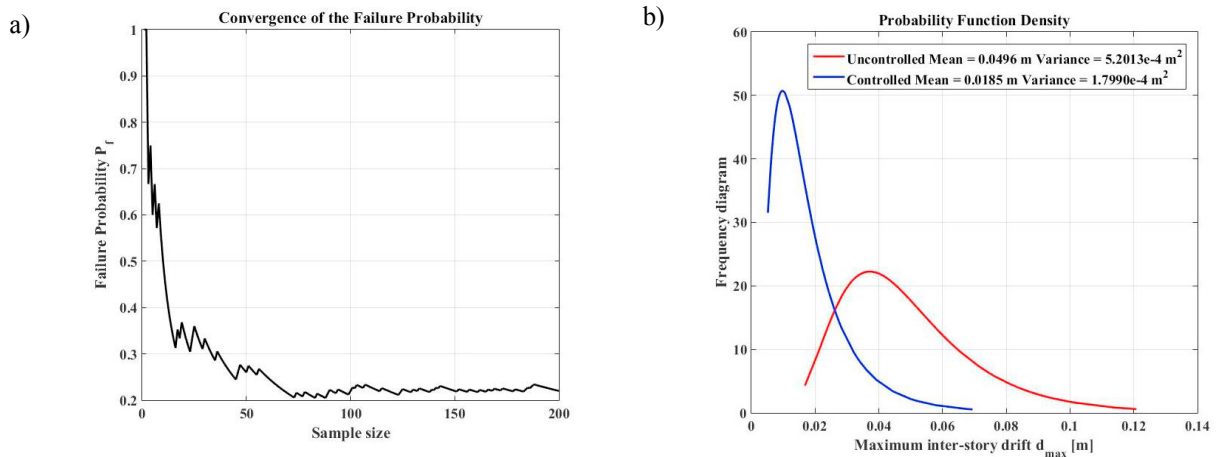 a)
Convergence of the Failure Probability
1
0.9
0.8
0.7
0.6
0.5
0.4
0.3
0.2
Failure Probability P_f
0 50 100 150 200
Sample size
b)
Probability Function Density
60
50
40
30
20
10
0
Frequency diagram
Uncontrolled Mean = 0.0496 m Variance = 5.2013e-4 m²
Controlled Mean = 0.0185 m Variance = 1.7990e-4 m²
0 0.02 0.04 0.06 0.08 0.1 0.12 0.14
Maximum inter-story drift d_max [m]